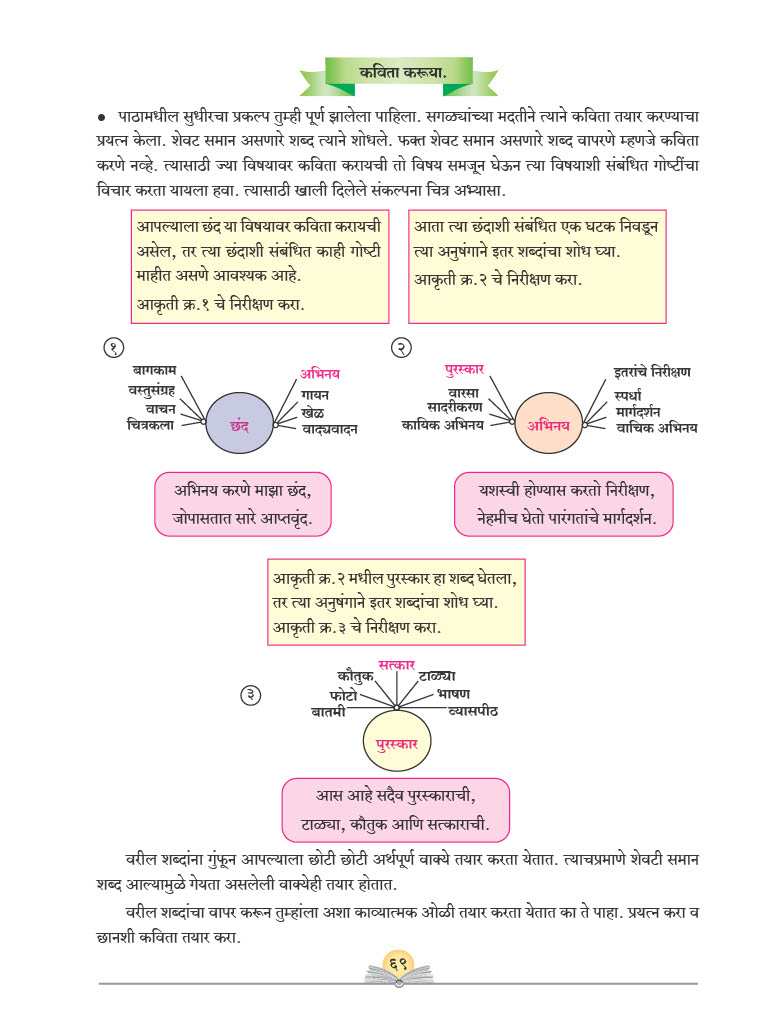 कविता करूया.
● पाठामधील सुधीरचा प्रकल्प तुम्ही पूर्ण झालेला पाहिला. सगळ्यांच्या मदतीने त्याने कविता तयार करण्याचा
प्रयत्न केला. शेवट समान असणारे शब्द त्याने शोधले. फक्त शेवट समान असणारे शब्द वापरणे म्हणजे कविता
करणे नव्हे. त्यासाठी ज्या विषयावर कविता करायची तो विषय समजून घेऊन त्या विषयाशी संबंधित गोष्टींचा
विचार करता यायला हवा. त्यासाठी खाली दिलेले संकल्पना चित्र अभ्यासा.
आपल्याला छंद या विषयावर कविता करायची
असेल, तर त्या छंदाशी संबंधित काही गोष्टी
माहीत असणे आवश्यक आहे.
आकृती क्र.१ चे निरीक्षण करा.
आता त्या छंदाशी संबंधित एक घटक निवडून
त्या अनुषंगाने इतर शब्दांचा शोध घ्या.
आकृती क्र.२ चे निरीक्षण करा.
१
बागकाम
वस्तुसंग्रह
वाचन
चित्रकला
छंद
अभिनय
गायन
खेळ
वाद्यवादन
२
पुरस्कार
वारसा
सादरीकरण
कायिक अभिनय
अभिनय
इतरांचे निरीक्षण
स्पर्धा
मार्गदर्शन
वाचिक अभिनय
अभिनय करणे माझा छंद,
जोपासतात सारे आप्तवृंद.
यशस्वी होण्यास करतो निरीक्षण,
नेहमीच घेतो पारंगतांचे मार्गदर्शन.
आकृती क्र.२ मधील पुरस्कार हा शब्द घेतला,
तर त्या अनुषंगाने इतर शब्दांचा शोध घ्या.
आकृती क्र.३ चे निरीक्षण करा.
३
सत्कार
कौतुक
टाळ्या
फोटो
भाषण
बातमी
व्यासपीठ
पुरस्कार
आस आहे सदैव पुरस्काराची,
टाळ्या, कौतुक आणि सत्काराची.
वरील शब्दांना गुंफून आपल्याला छोटी छोटी अर्थपूर्ण वाक्ये तयार करता येतात. त्याचप्रमाणे शेवटी समान
शब्द आल्यामुळे गेयता असलेली वाक्येही तयार होतात.
वरील शब्दांचा वापर करून तुम्हांला अशा काव्यात्मक ओळी तयार करता येतात का ते पाहा. प्रयत्न करा व
छानशी कविता तयार करा.
६९